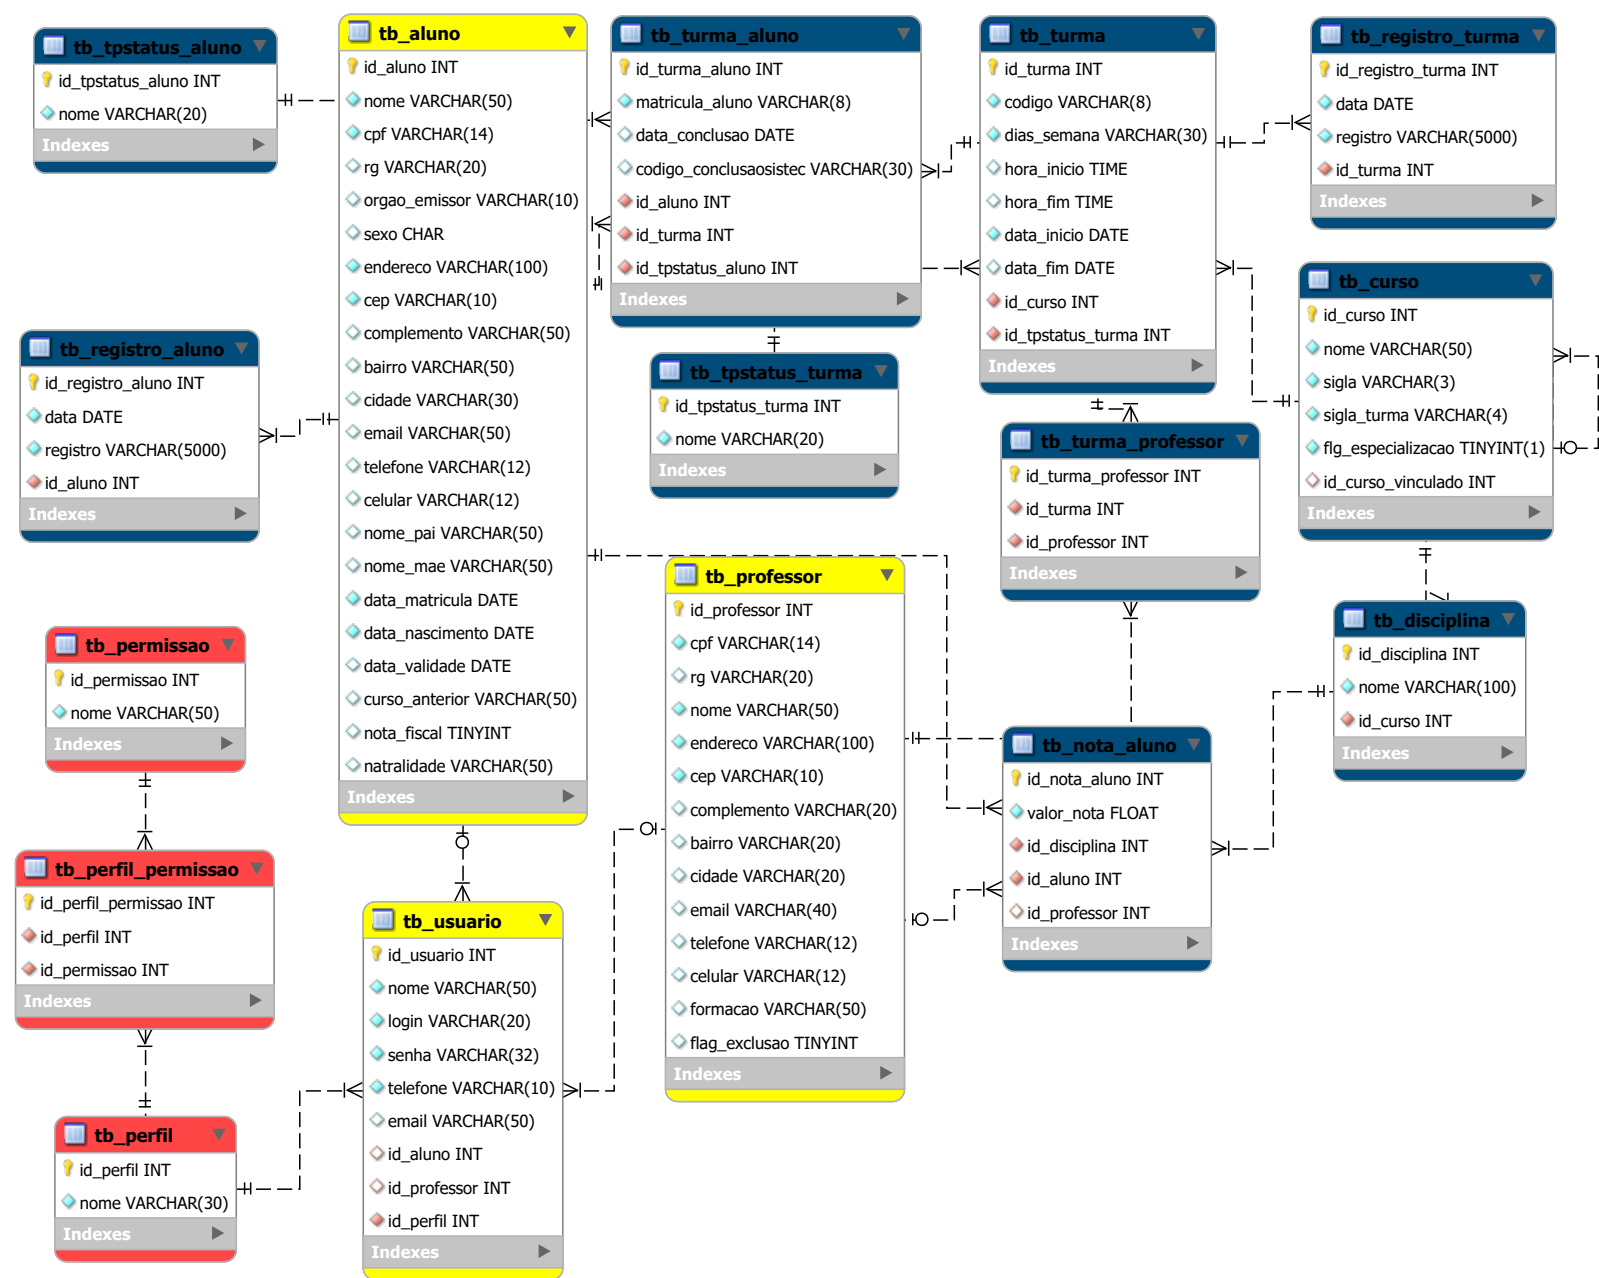 tb_tpstatus_aluno
id_tpstatus_aluno INT
nome VARCHAR(20)
Indexes
tb_aluno
id_aluno INT
nome VARCHAR(50)
cpf VARCHAR(14)
rg VARCHAR(20)
orgao_emissor VARCHAR(10)
sexo CHAR
endereco VARCHAR(100)
cep VARCHAR(10)
complemento VARCHAR(50)
bairro VARCHAR(50)
cidade VARCHAR(30)
email VARCHAR(50)
telefone VARCHAR(12)
celular VARCHAR(12)
nome_pai VARCHAR(50)
nome_mae VARCHAR(50)
data_matricula DATE
data_nascimento DATE
data_validade DATE
curso_anterior VARCHAR(50)
nota_fiscal TINYINT
natralidade VARCHAR(50)
Indexes
tb_turma_aluno
id_turma_aluno INT
matricula_aluno VARCHAR(8)
data_conclusao DATE
codigo_conclusaosistec VARCHAR(30)
id_aluno INT
id_turma INT
id_tpstatus_aluno INT
Indexes
tb_turma
id_turma INT
codigo VARCHAR(8)
dias_semana VARCHAR(30)
hora_inicio TIME
hora_fim TIME
data_inicio DATE
data_fim DATE
id_curso INT
id_tpstatus_turma INT
Indexes
tb_registro_turma
id_registro_turma INT
data DATE
registro VARCHAR(5000)
id_turma INT
Indexes
tb_curso
id_curso INT
nome VARCHAR(50)
sigla VARCHAR(3)
sigla_turma VARCHAR(4)
flg_especializacao TINYINT(1)
id_curso_vinculado INT
Indexes
tb_registro_aluno
id_registro_aluno INT
data DATE
registro VARCHAR(5000)
id_aluno INT
Indexes
tb_tpstatus_turma
id_tpstatus_turma INT
nome VARCHAR(20)
Indexes
tb_turma_professor
id_turma_professor INT
id_turma INT
id_professor INT
Indexes
tb_professor
id_professor INT
cpf VARCHAR(14)
rg VARCHAR(20)
nome VARCHAR(50)
endereco VARCHAR(100)
cep VARCHAR(10)
complemento VARCHAR(20)
bairro VARCHAR(20)
cidade VARCHAR(20)
email VARCHAR(40)
telefone VARCHAR(12)
celular VARCHAR(12)
formacao VARCHAR(50)
flag_exclusao TINYINT
Indexes
tb_disciplina
id_disciplina INT
nome VARCHAR(100)
id_curso INT
Indexes
tb_permissao
id_permissao INT
nome VARCHAR(50)
Indexes
tb_nota_aluno
id_nota_aluno INT
valor_nota FLOAT
id_disciplina INT
id_aluno INT
id_professor INT
Indexes
tb_perfil_permissao
id_perfil_permissao INT
id_perfil INT
id_permissao INT
Indexes
tb_usuario
id_usuario INT
nome VARCHAR(50)
login VARCHAR(20)
senha VARCHAR(32)
telefone VARCHAR(10)
email VARCHAR(50)
id_aluno INT
id_professor INT
id_perfil INT
Indexes
tb_perfil
id_perfil INT
nome VARCHAR(30)
Indexes